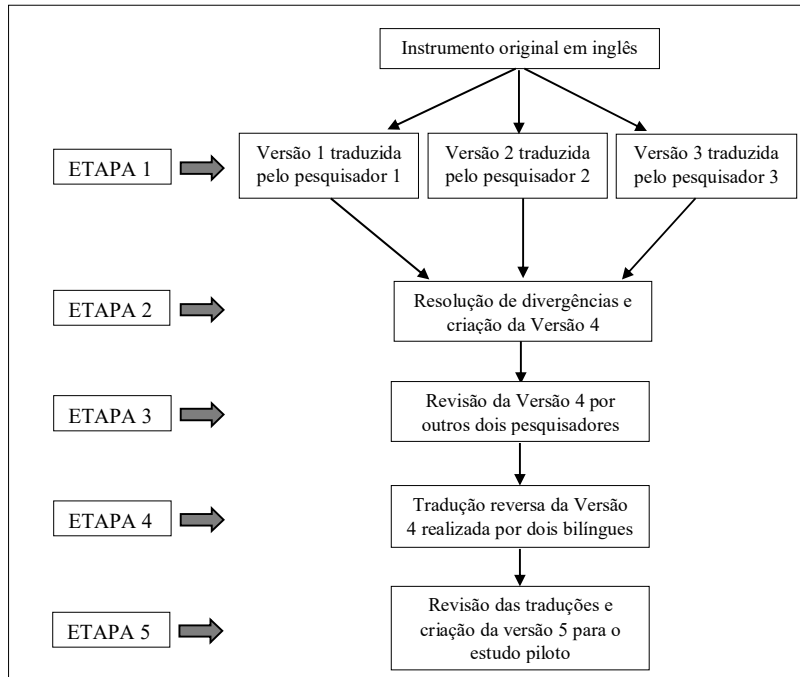 Instrumento original em inglês
ETAPA 1
Versão 1 traduzida
pelo pesquisador 1
Versão 2 traduzida
pelo pesquisador 2
Versão 3 traduzida
pelo pesquisador 3
ETAPA 2
Resolução de divergências e
criação da Versão 4
ETAPA 3
Revisão da Versão 4 por
outros dois pesquisadores
ETAPA 4
Tradução reversa da Versão
4 realizada por dois bilíngues
ETAPA 5
Revisão das traduções e
criação da versão 5 para o
estudo piloto